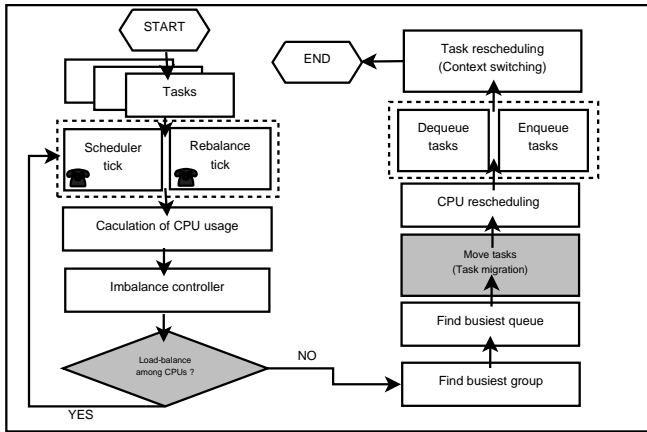 START
Tasks
Scheduler
tick
Rebalance
tick
Caculation of CPU usage
Imbalance controller
Load-balance
among CPUs ?
YES
NO
Find busiest group
Find busiest queue
Move tasks
(Task migration)
CPU rescheduling
Dequeue
tasks
Enqueue
tasks
Task rescheduling
(Context switching)
END